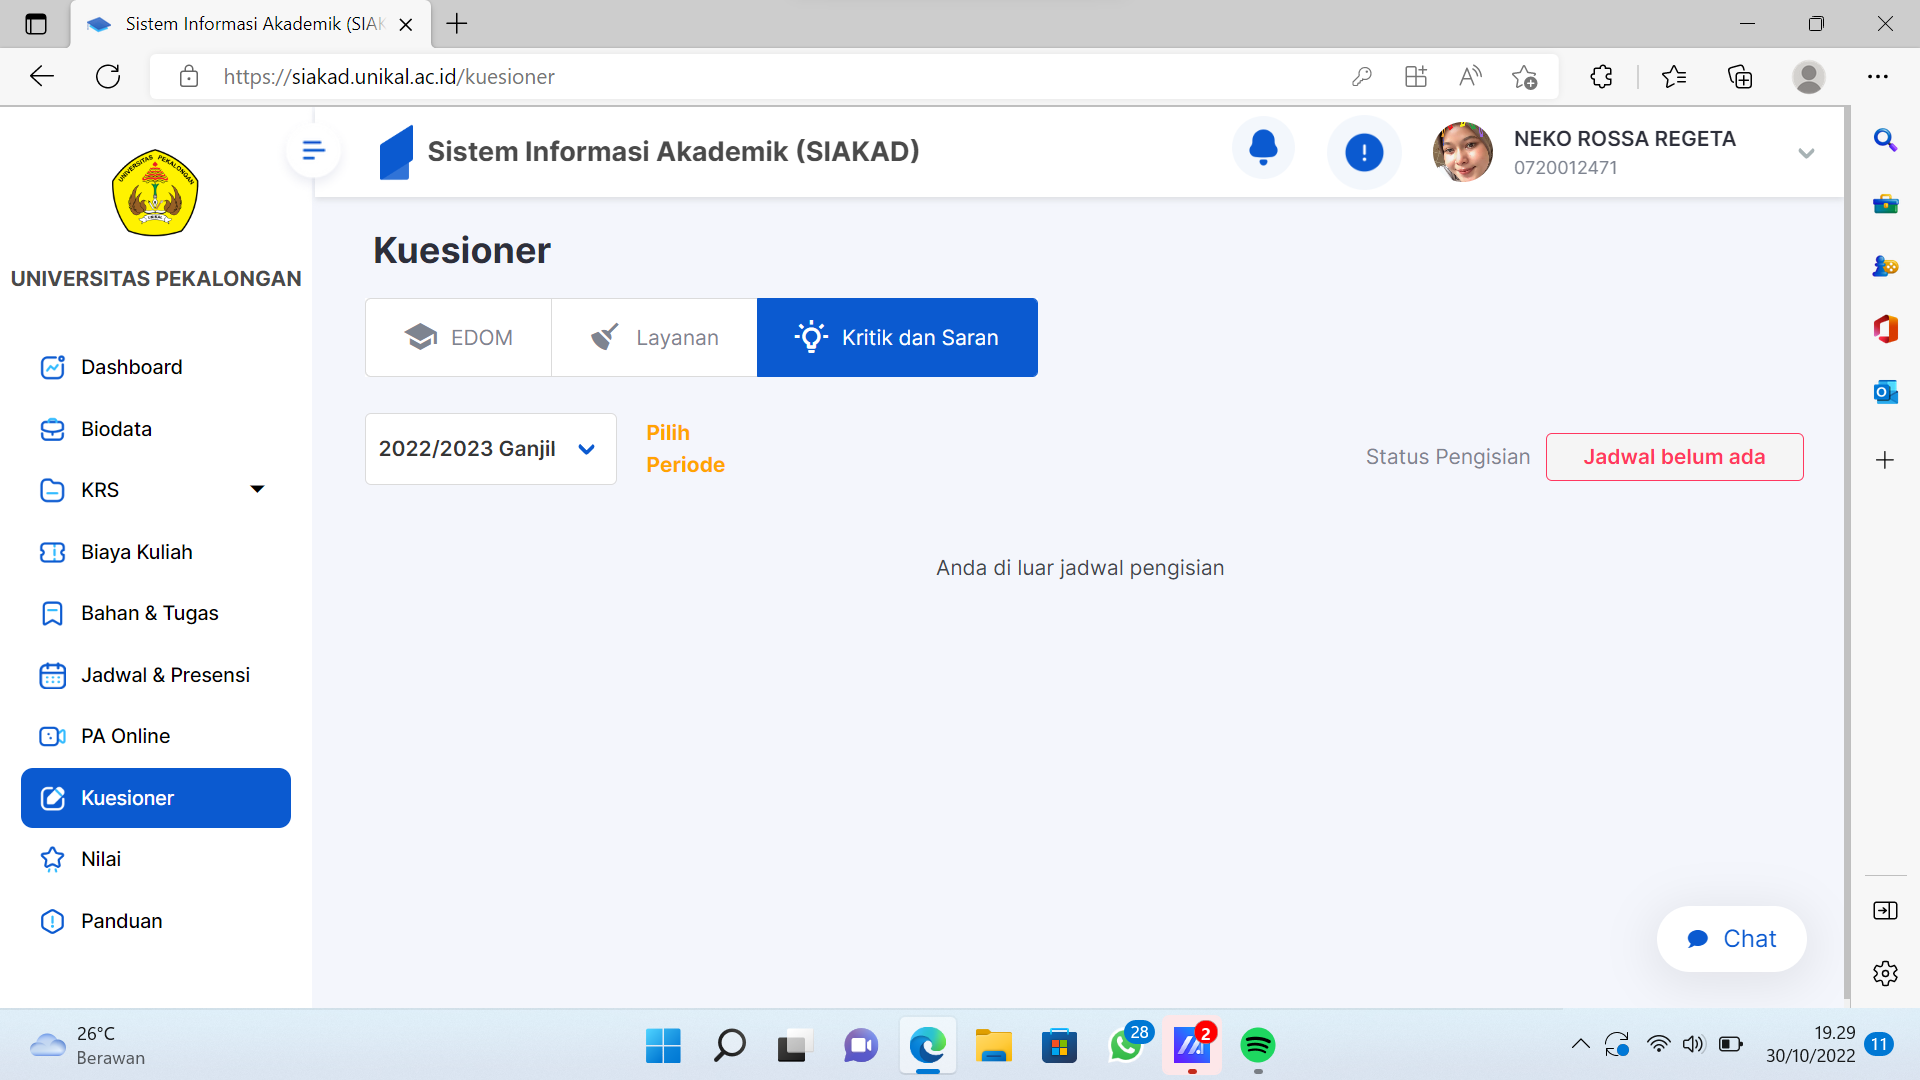 Sistem Informasi Akademik (SIAK
https://siakad.unikal.ac.id/kuesioner
UNIVERSITAS PEKALONGAN
UNIKAL
UNIVERSITAS PEKALONGAN
Sistem Informasi Akademik (SIAKAD)
NEKO ROSSA REGETA
0720012471
Dashboard
Biodata
KRS
Biaya Kuliah
Bahan & Tugas
Jadwal & Presensi
PA Online
Kuesioner
Nilai
Panduan
Kuesioner
EDOM
Layanan
Kritik dan Saran
2022/2023 Ganjil
Pilih
Periode
Status Pengisian
Jadwal belum ada
Anda di luar jadwal pengisian
Chat
26°C
Berawan
28
2
19.29
30/10/2022
11